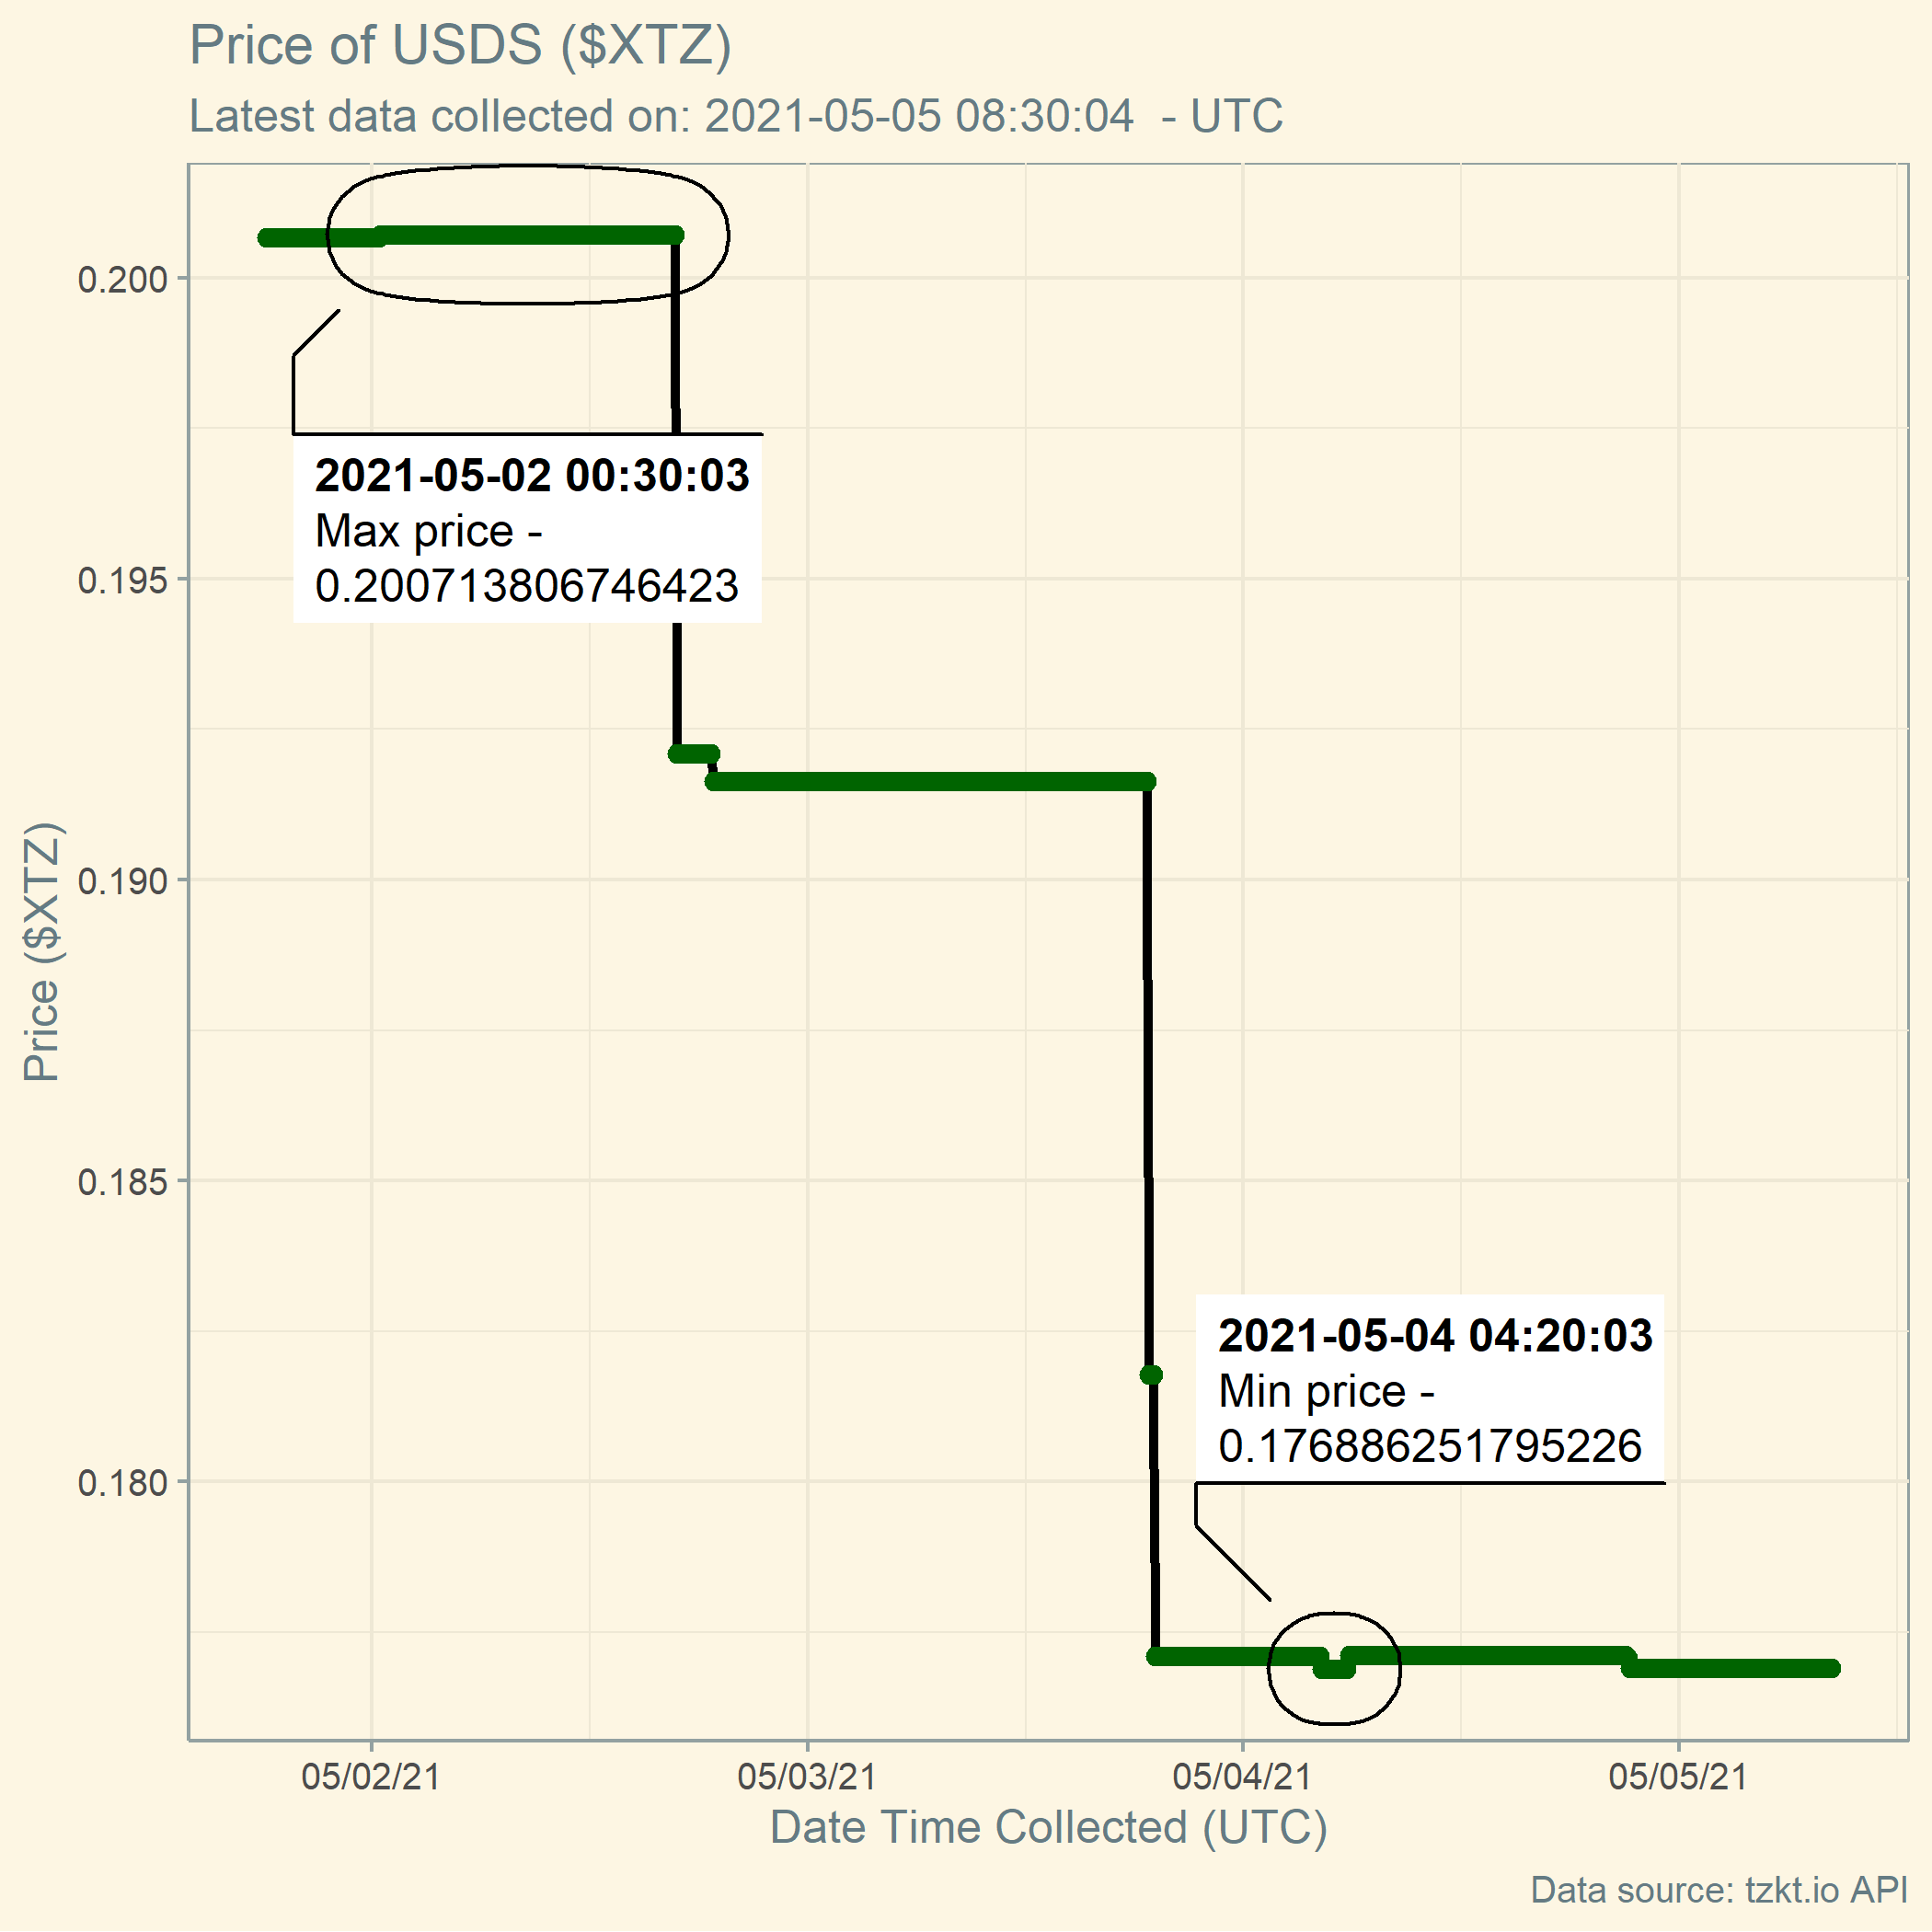 Price of USDS ($XTZ)
Latest data collected on: 2021-05-05 08:30:04  - UTC
0.200
2021-05-02 00:30:03
Max price -
0.200713806746423
0.195
0.190
Price ($XTZ)
0.185
2021-05-04 04:20:03
Min price -
0.176886251795226
0.180
05/02/21
05/03/21
05/04/21
05/05/21
Date Time Collected (UTC)
Data source: tzkt.io API